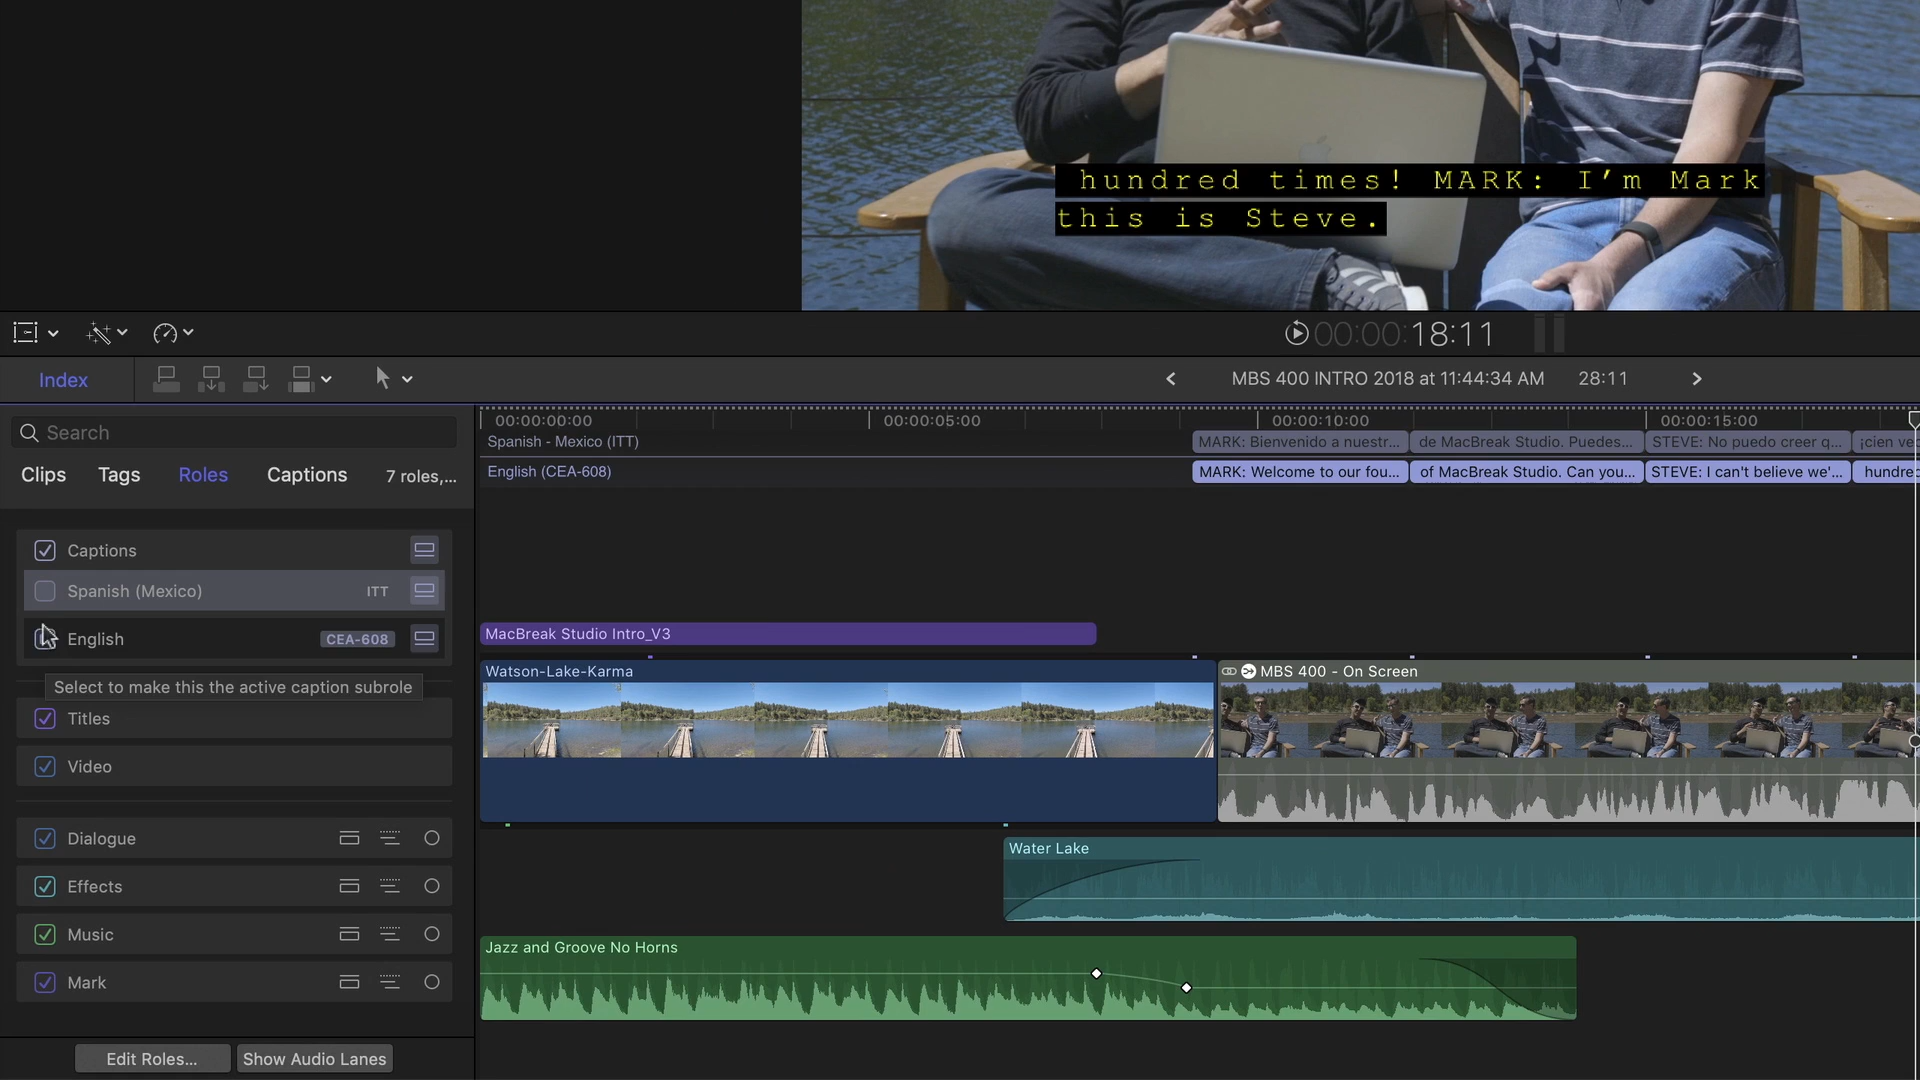 hundred times! MARK: I'm Mark
this is Steve.
00:00:18:11
Index
MBS 400 INTRO 2018 at 11:44:34 AM 28:11
Search
Clips Tags Roles Captions 7 roles,...
00:00:00:00 00:00:05:00 00:00:10:00 00:00:15:00
Spanish - Mexico (ITT) MARK: Bienvenido a nuestr... de MacBreak Studio. Puedes... STEVE: No puedo creer q... ¡cien ve
English (CEA-608) MARK: Welcome to our fou... of MacBreak Studio. Can you... STEVE: I can't believe we'... hundre
Captions
Spanish (Mexico) ITT
English CEA-608
Select to make this the active caption subrole
Titles
Video
Dialogue
Effects
Music
Mark
Edit Roles... Show Audio Lanes
MacBreak Studio Intro_V3
Watson-Lake-Karma
MBS 400 - On Screen
Water Lake
Jazz and Groove No Horns